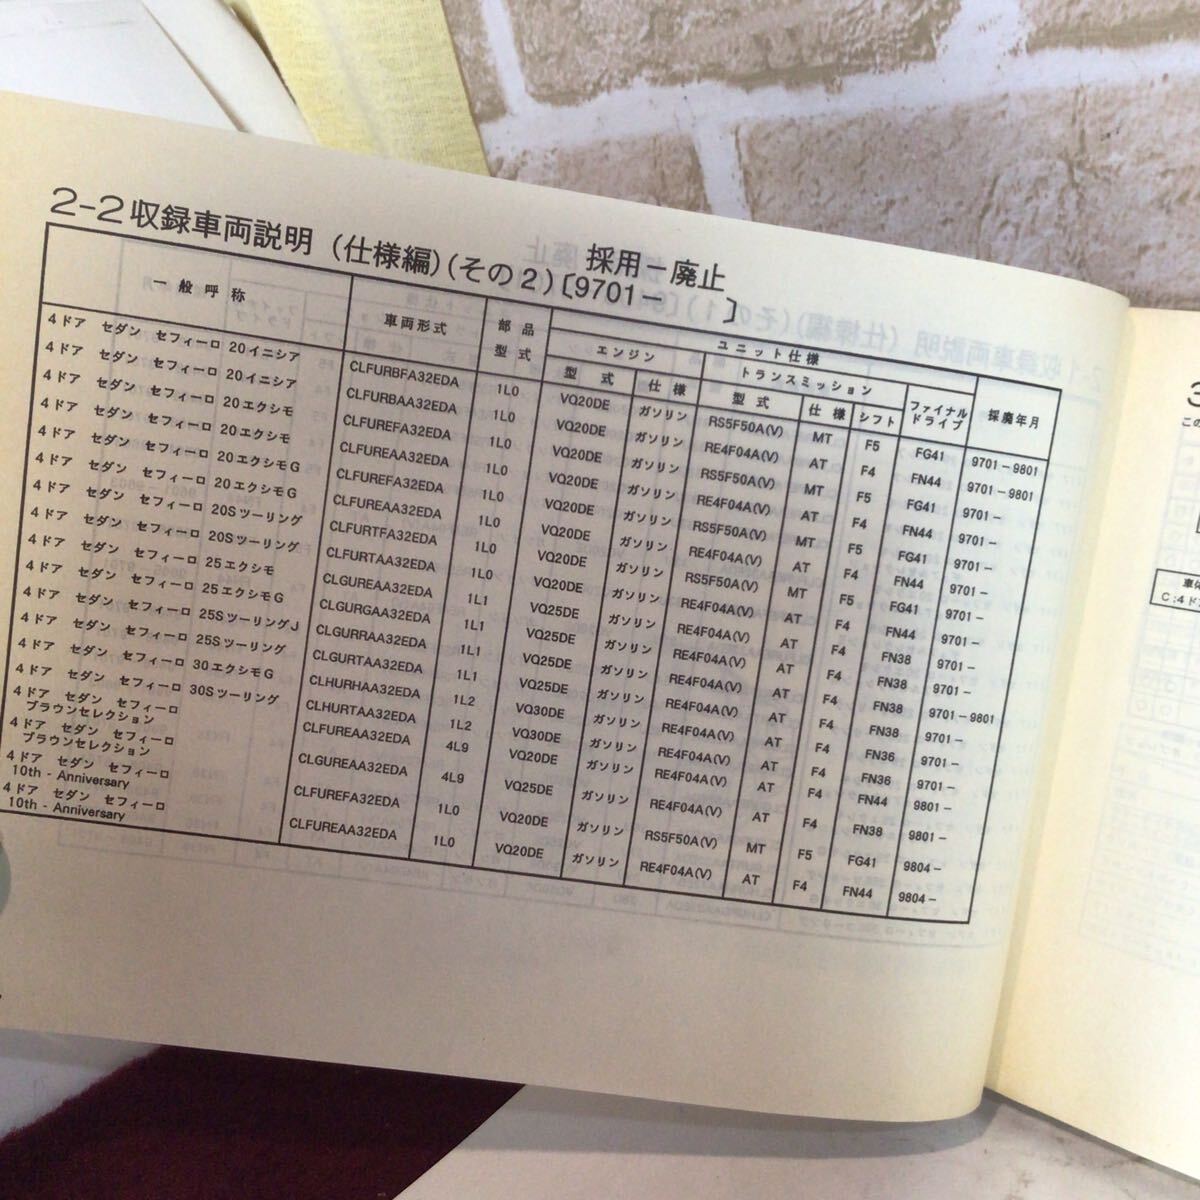 2-2収録車両説明(仕様編)(その2)〔9701- 〕
採用-廃止
一般呼称 車両形式 部品型式 ユニット仕様 採廃年月
エンジン トランスミッション ファイナルドライブ
型式 仕様 型式 仕様 シフト
4ドア セダン セフィーロ 20イニシア CLFURBFA32EDA 1L0 VQ20DE ガソリン RS5F50A(V) MT F5 FG41 9701-9801
4ドア セダン セフィーロ 20イニシア CLFURBAA32EDA 1L0 VQ20DE ガソリン RE4F04A(V) AT F4 FN44 9701-9801
4ドア セダン セフィーロ 20エクシモ CLFUREFA32EDA 1L0 VQ20DE ガソリン RS5F50A(V) MT F5 FG41 9701-
4ドア セダン セフィーロ 20エクシモ CLFUREAA32EDA 1L0 VQ20DE ガソリン RE4F04A(V) AT F4 FN44 9701-
4ドア セダン セフィーロ 20エクシモG CLFUREFA32EDA 1L0 VQ20DE ガソリン RS5F50A(V) MT F5 FG41 9701-
4ドア セダン セフィーロ 20エクシモG CLFUREAA32EDA 1L0 VQ20DE ガソリン RE4F04A(V) AT F4 FN44 9701-
4ドア セダン セフィーロ 20Sツーリング CLFURTFA32EDA 1L0 VQ20DE ガソリン RS5F50A(V) MT F5 FG41 9701-
4ドア セダン セフィーロ 20Sツーリング CLFURTAA32EDA 1L0 VQ20DE ガソリン RE4F04A(V) AT F4 FN44 9701-
4ドア セダン セフィーロ 25エクシモ CLGUREAA32EDA 1L1 VQ25DE ガソリン RE4F04A(V) AT F4 FN38 9701-
4ドア セダン セフィーロ 25エクシモG CLGURGAA32EDA 1L1 VQ25DE ガソリン RE4F04A(V) AT F4 FN38 9701-
4ドア セダン セフィーロ 25SツーリングJ CLGURRAA32EDA 1L1 VQ25DE ガソリン RE4F04A(V) AT F4 FN38 9701-9801
4ドア セダン セフィーロ 25Sツーリング CLGURTAA32EDA 1L1 VQ25DE ガソリン RE4F04A(V) AT F4 FN38 9701-
4ドア セダン セフィーロ 30エクシモG CLHURHAA32EDA 1L2 VQ30DE ガソリン RE4F04A(V) AT F4 FN36 9701-
4ドア セダン セフィーロ 30Sツーリング CLHURTAA32EDA 1L2 VQ30DE ガソリン RE4F04A(V) AT F4 FN36 9701-
4ドア セダン セフィーロ CLFUREAA32EDA 4L9 VQ20DE ガソリン RE4F04A(V) AT F4 FN44 9801-
ブラウンセレクション
4ドア セダン セフィーロ CLGUREAA32EDA 4L9 VQ25DE ガソリン RE4F04A(V) AT F4 FN38 9801-
ブラウンセレクション
4ドア セダン セフィーロ CLFUREFA32EDA 1L0 VQ20DE ガソリン RS5F50A(V) MT F5 FG41 9804-
10th - Anniversary
4ドア セダン セフィーロ CLFUREAA32EDA 1L0 VQ20DE ガソリン RE4F04A(V) AT F4 FN44 9804-
10th - Anniversary
この
C:4ド